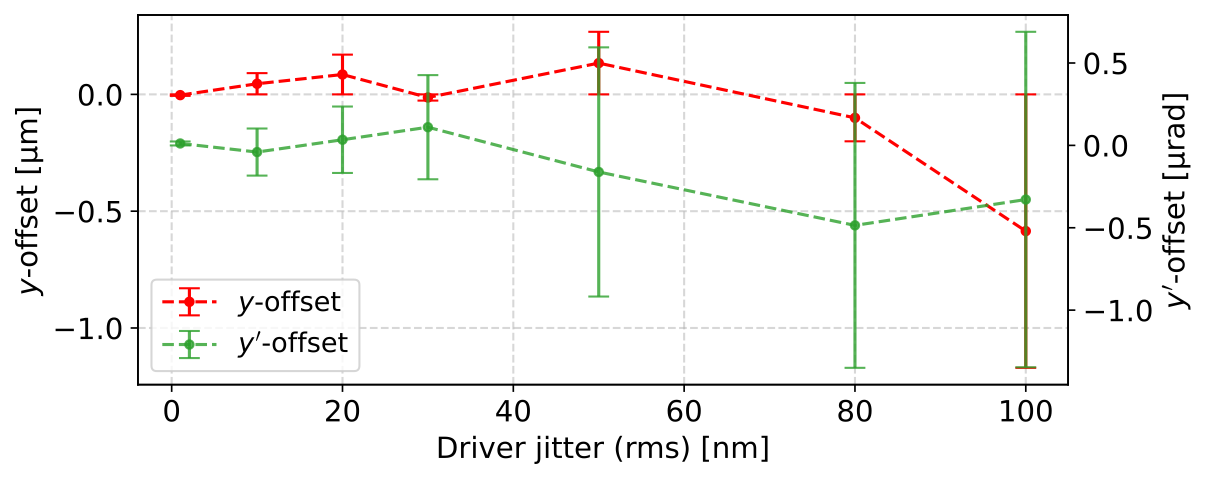 0.0
−0.5
−1.0
y-offset [µm]
0.5
0.0
−0.5
−1.0
y′-offset [µrad]
y-offset
y′-offset
0 20 40 60 80 100
Driver jitter (rms) [nm]